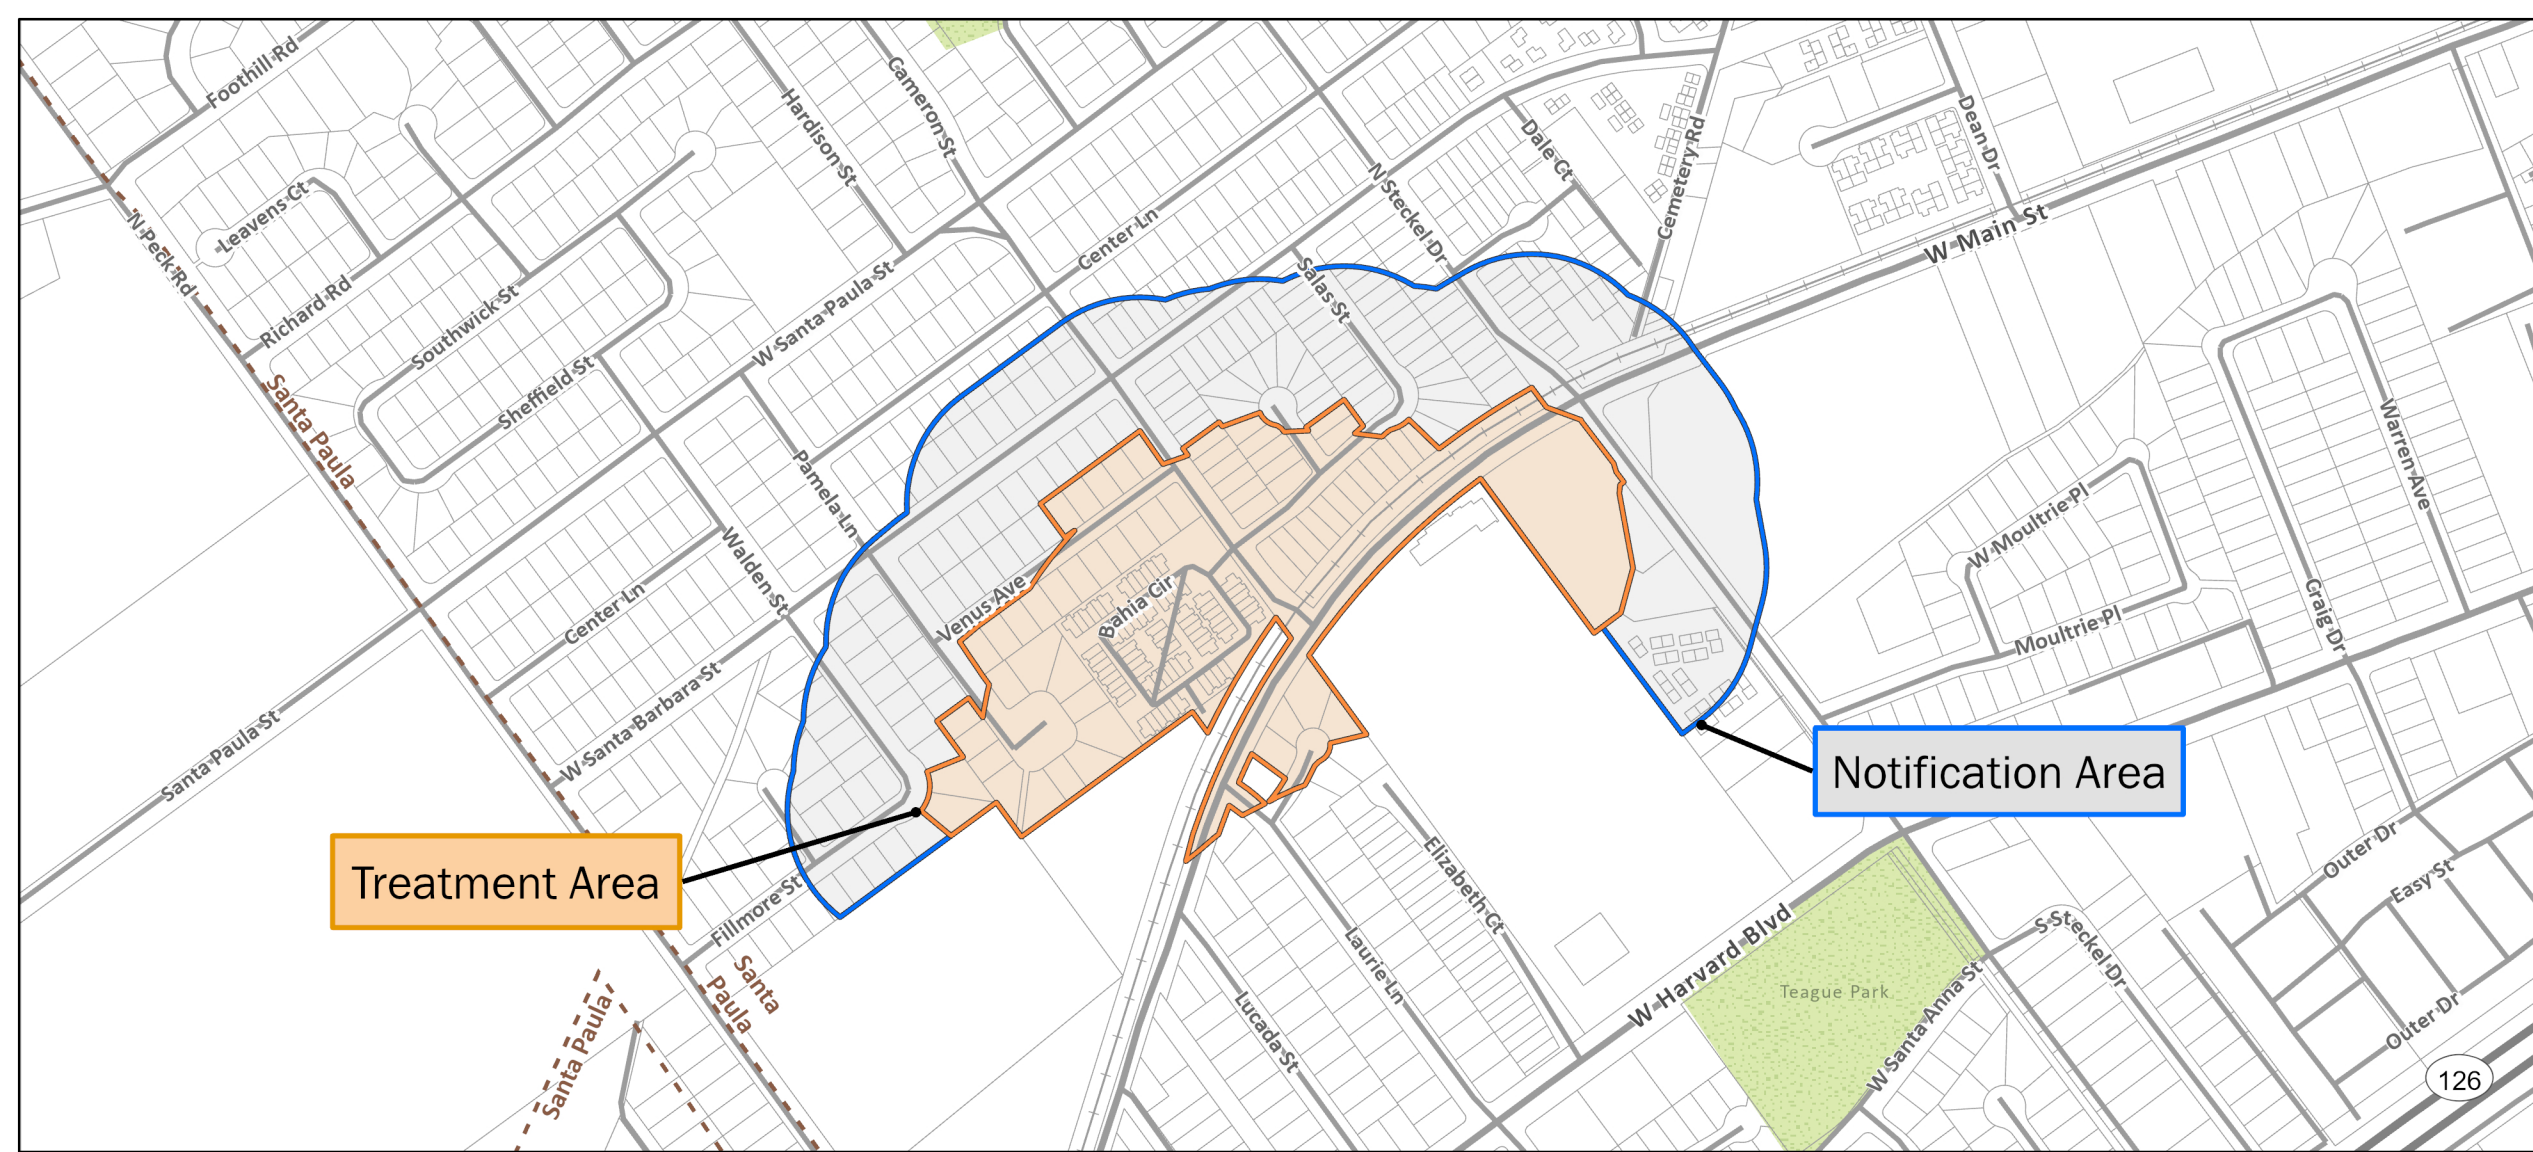 Foothill Rd
Hardison St
Cameron St
Dale Ct
Cemetery Rd
Dean Dr
N Peck Rd
Leavens Ct
Richard Rd
Southwick St
Sheffield St
W Santa Paula St
Center Ln
N Steckel Dr
Salas St
W Main St
Santa Paula
Pamela Ln
Walden St
Venus Ave
Bahia Cir
Center Ln
W Santa Barbara St
Santa Paula St
W Moultrie Pl
Moultrie Pl
Warren Ave
Craig Dr
Notification Area
Treatment Area
Fillmore St
Santa
Paula
Santa Paula
Elizabeth Ct
Laurie Ln
Lucada St
W Harvard Blvd
Teague Park
W Santa Anna St
S Steckel Dr
Outer Dr
Easy St
Outer Dr
126